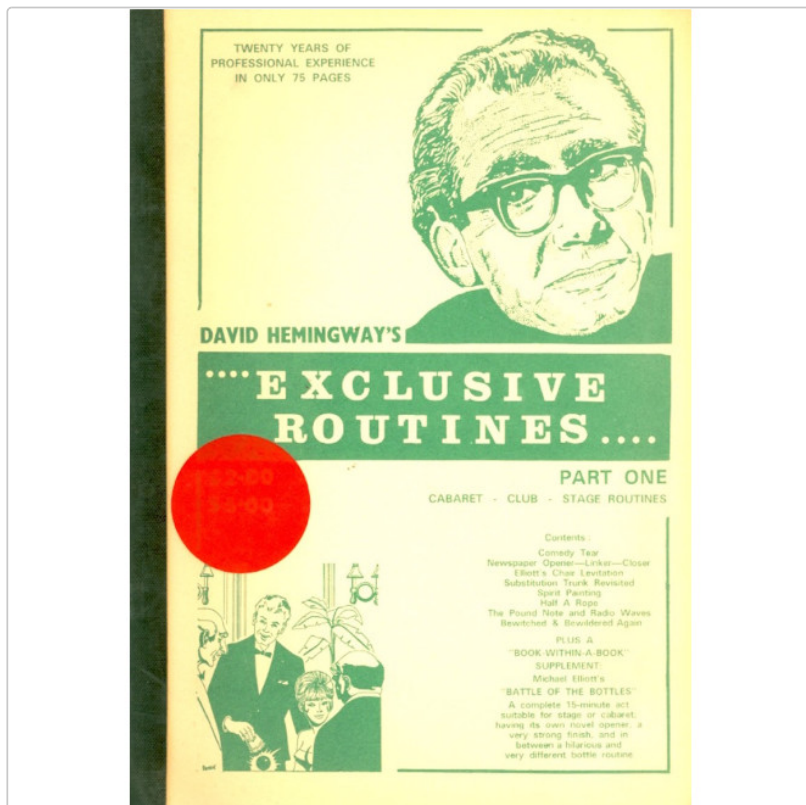 TWENTY YEARS OF
PROFESSIONAL EXPERIENCE
IN ONLY 75 PAGES
DAVID HEMINGWAY'S
....EXCLUSIVE
ROUTINES....
PART ONE
CABARET - CLUB - STAGE ROUTINES
Contents:
Comedy Tear
Newspaper Opener—Linker—Closer
Elliott's Chair Levitation
Substitution Trunk Revisited
Spirit Painting
Half A Rope
The Pound Note and Radio Waves
Bewitched & Bewildered Again
PLUS A
"BOOK-WITHIN-A-BOOK"
SUPPLEMENT:
Michael Elliott's
"BATTLE OF THE BOTTLES"
A complete 15-minute act
suitable for stage or cabaret;
having its own novel opener, a
very strong finish, and in
between a hilarious and
very different bottle routine